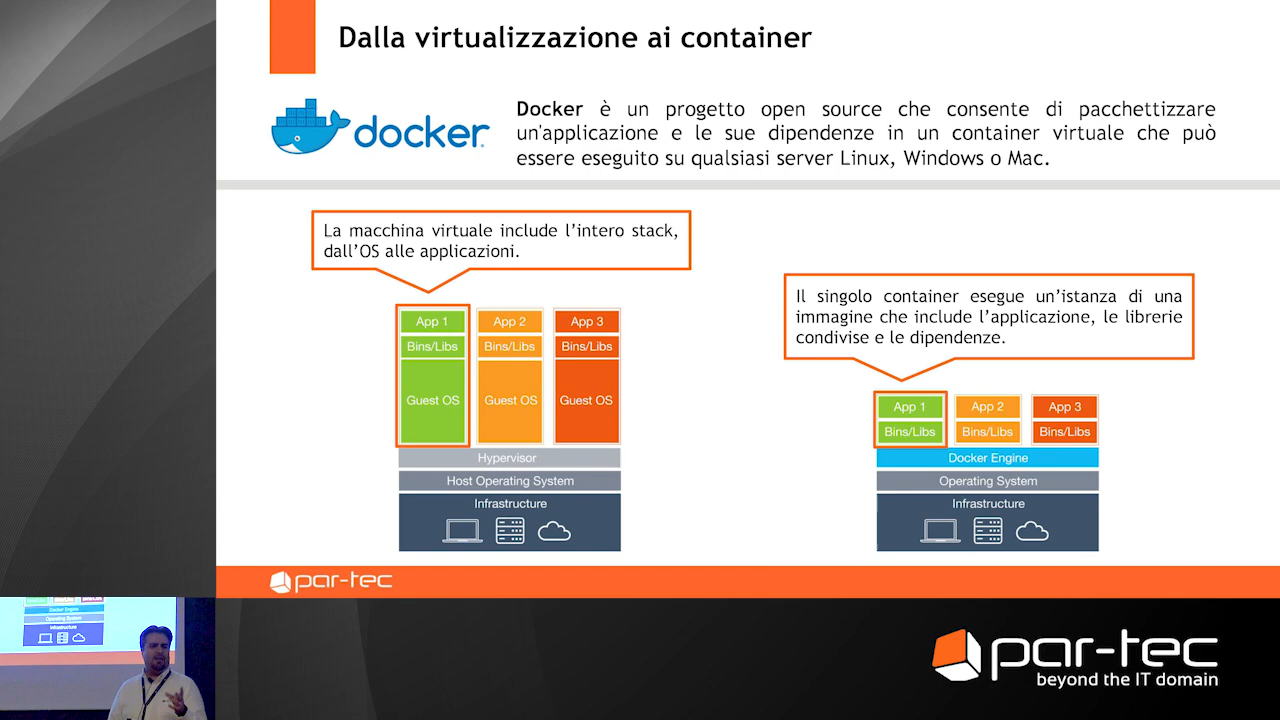 Dalla virtualizzazione ai container
docker
Docker è un progetto open source che consente di pacchettizzare
un'applicazione e le sue dipendenze in un container virtuale che può
essere eseguito su qualsiasi server Linux, Windows o Mac.
La macchina virtuale include l’intero stack,
dall’OS alle applicazioni.
App 1 App 2 App 3
Bins/Libs Bins/Libs Bins/Libs
Guest OS Guest OS Guest OS
Hypervisor
Host Operating System
Infrastructure
Il singolo container esegue un’istanza di una
immagine che include l’applicazione, le librerie
condivise e le dipendenze.
App 1 App 2 App 3
Bins/Libs Bins/Libs Bins/Libs
Docker Engine
Operating System
Infrastructure
par-tec
Docker Engine
Operating System
Infrastructure
par-tec
beyond the IT domain